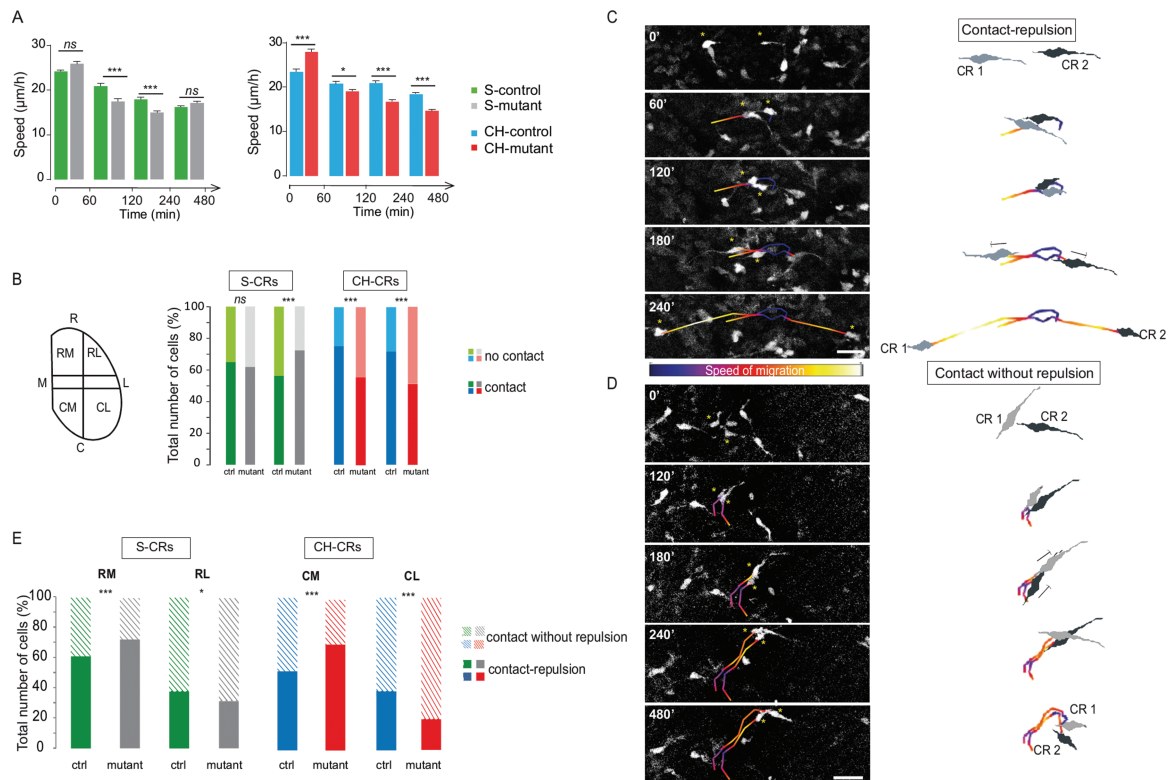 A
Speed (µm/h)
30
20
10
0
ns
***
***
ns
0
60
120
240
480
Time (min)
Speed (µm/h)
30
20
10
0
***
*
***
***
0
60
120
240
480
Time (min)
S-control
S-mutant
CH-control
CH-mutant
B
R
RM
RL
M
L
CM
CL
C
S-CRs
CH-CRs
ns
***
***
***
Total number of cells (%)
100
80
60
40
20
0
ctrl
mutant
ctrl
mutant
ctrl
mutant
ctrl
mutant
no contact
contact
E
S-CRs
CH-CRs
RM
RL
CM
CL
***
*
***
***
Total number of cells (%)
100
80
60
40
20
0
ctrl
mutant
ctrl
mutant
ctrl
mutant
ctrl
mutant
contact without repulsion
contact-repulsion
C
0’
60’
120’
180’
240’
Contact-repulsion
CR 1
CR 2
CR 1
CR 2
Speed of migration
D
0’
120’
180’
240’
480’
Contact without repulsion
CR 1
CR 2
CR 1
CR 2